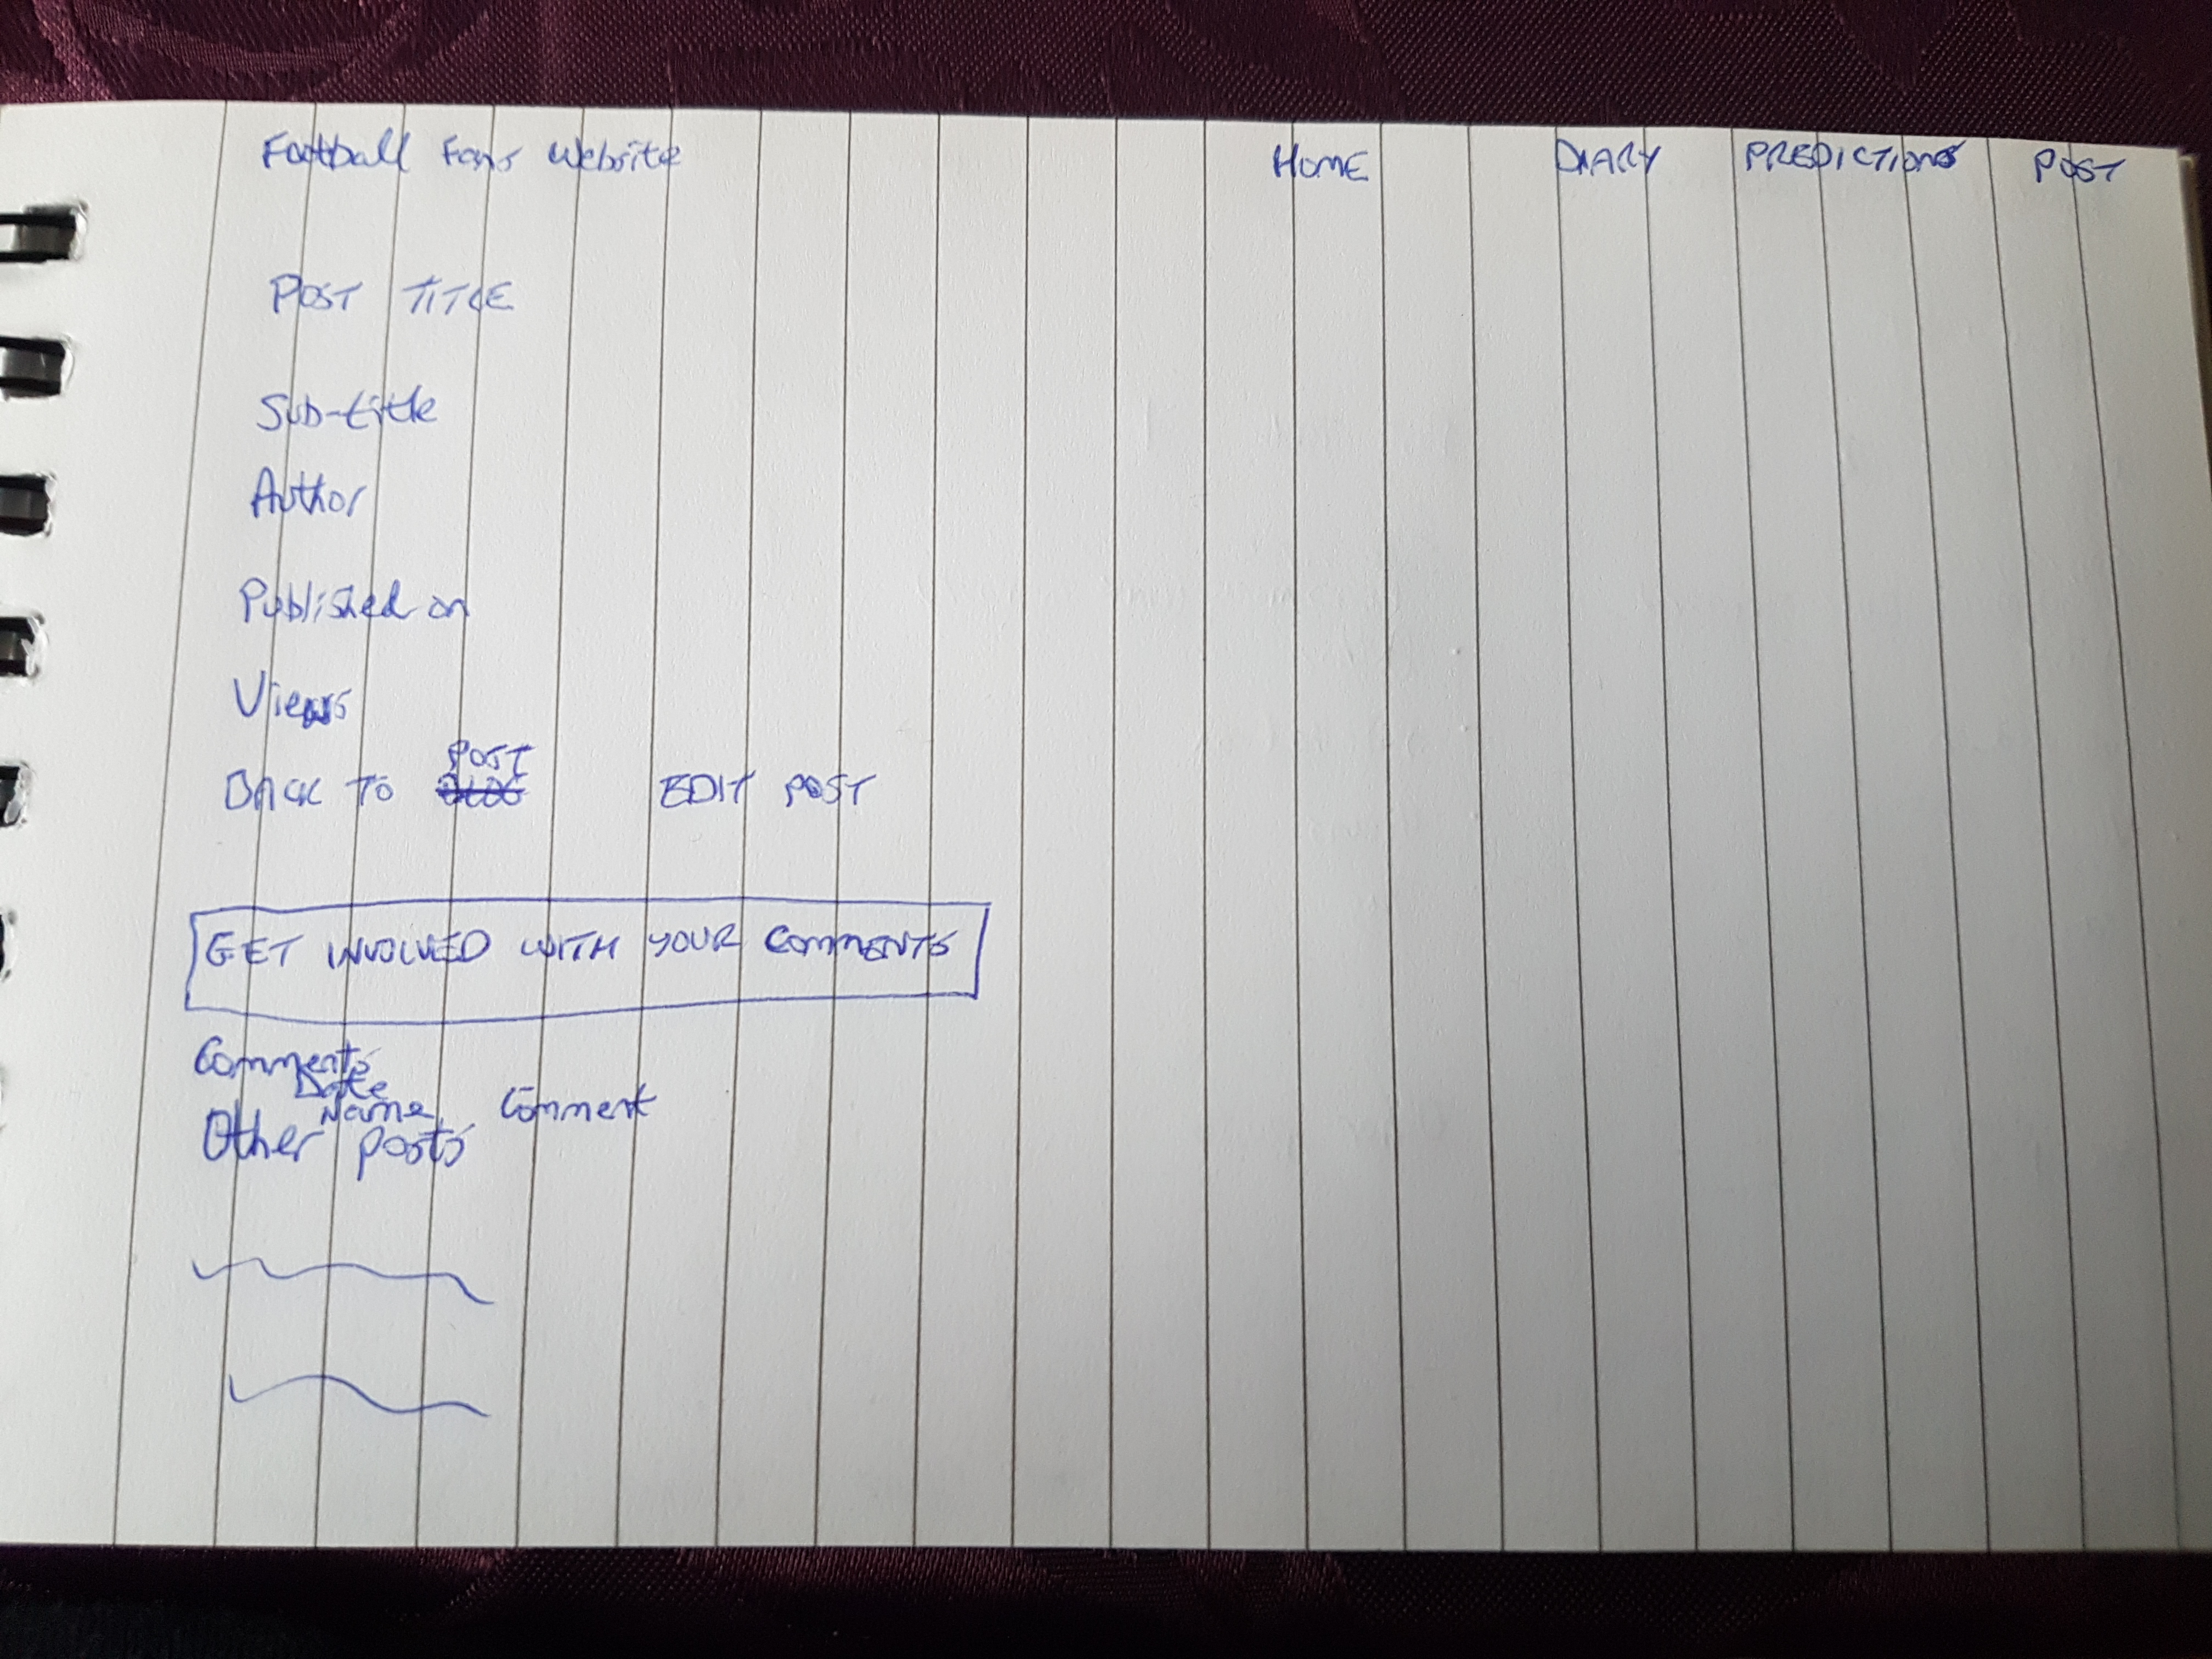 Football Fans Website HOME DIARY PREDICTIONS POST
POST TITLE
Sub-title
Author
Published on
Views
BACK TO POST EDIT POST
GET INVOLVED WITH YOUR COMMENTS
Comments
Date Name Comment
Other posts